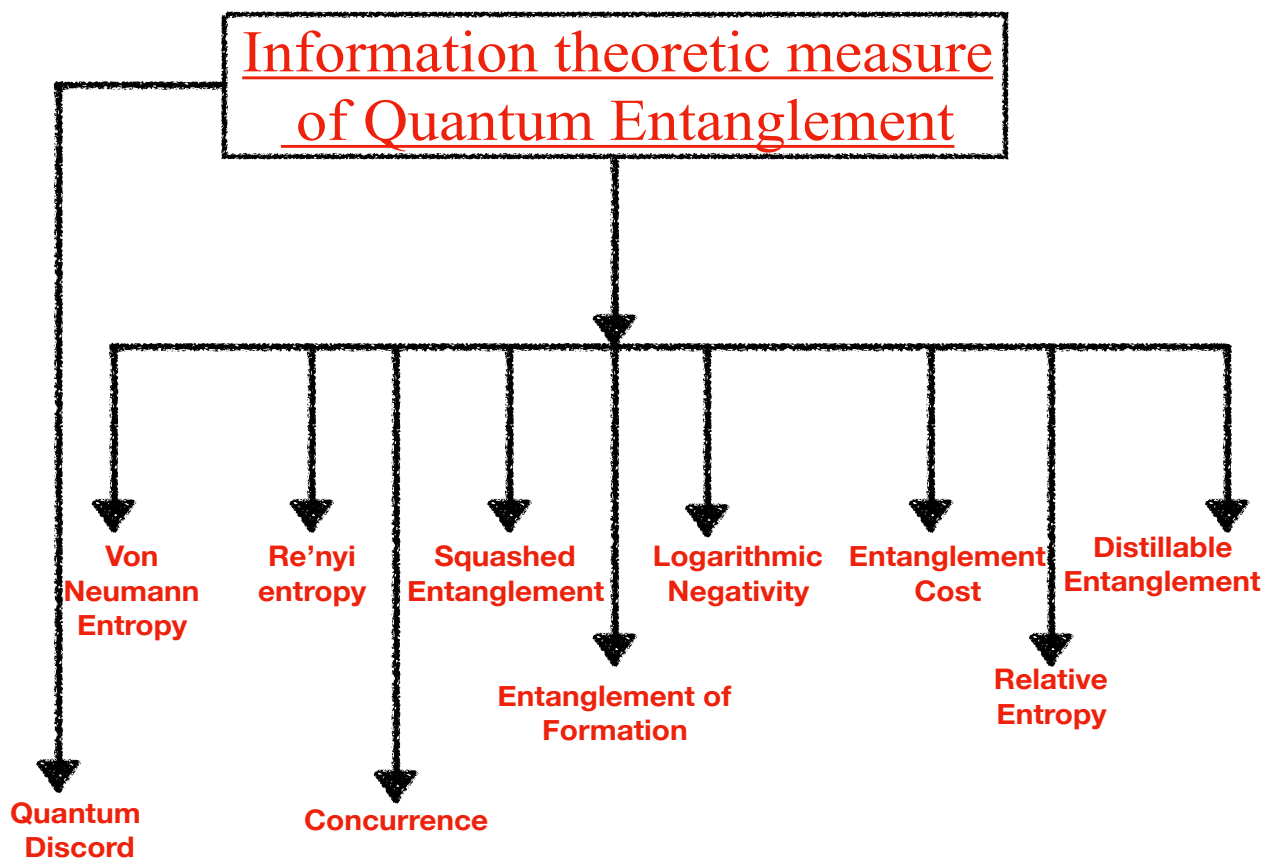 Information theoretic measure
of Quantum Entanglement
Von
Neumann
Entropy
Re’nyi
entropy
Concurrence
Squashed
Entanglement
Entanglement of
Formation
Logarithmic
Negativity
Entanglement
Cost
Relative
Entropy
Distillable
Entanglement
Quantum
Discord